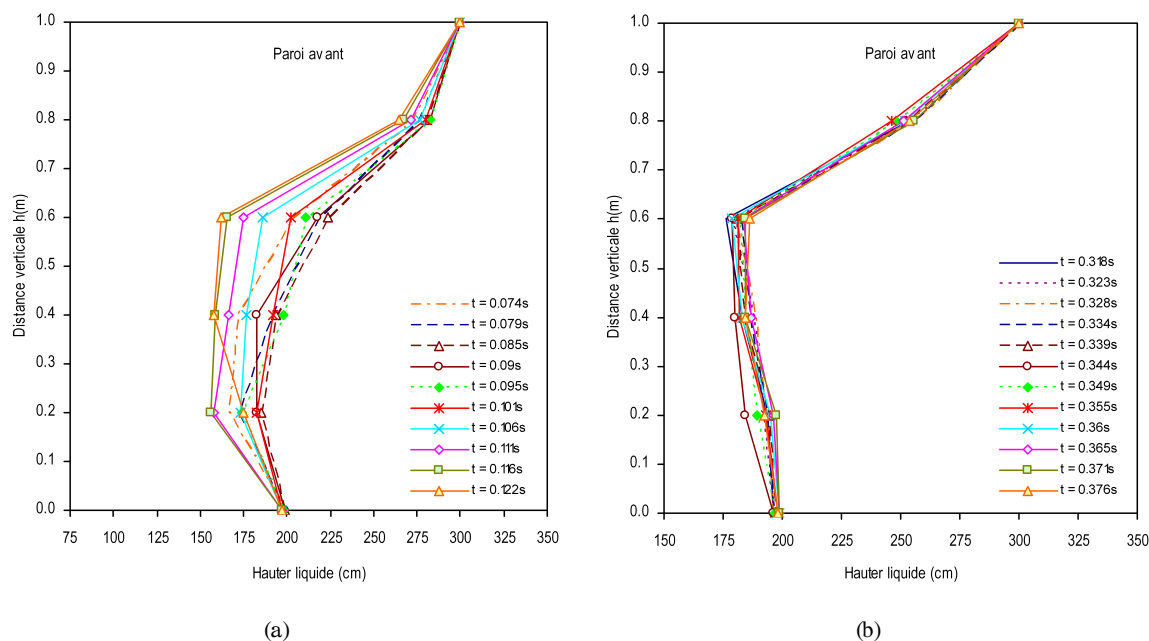 Paroi avant
1.0
0.9
0.8
0.7
0.6
0.5
0.4
0.3
0.2
0.1
0.0
Distance verticale h(m)
t = 0.074s
t = 0.079s
t = 0.085s
t = 0.09s
t = 0.095s
t = 0.101s
t = 0.106s
t = 0.111s
t = 0.116s
t = 0.122s
75 100 125 150 175 200 225 250 275 300 325 350
Hauter liquide (cm)
(a)
Paroi avant
1.0
0.9
0.8
0.7
0.6
0.5
0.4
0.3
0.2
0.1
0.0
Distance verticale h(m)
t = 0.318s
t = 0.323s
t = 0.328s
t = 0.334s
t = 0.339s
t = 0.344s
t = 0.349s
t = 0.355s
t = 0.36s
t = 0.365s
t = 0.371s
t = 0.376s
150 175 200 225 250 275 300 325 350
Hauter liquide (cm)
(b)